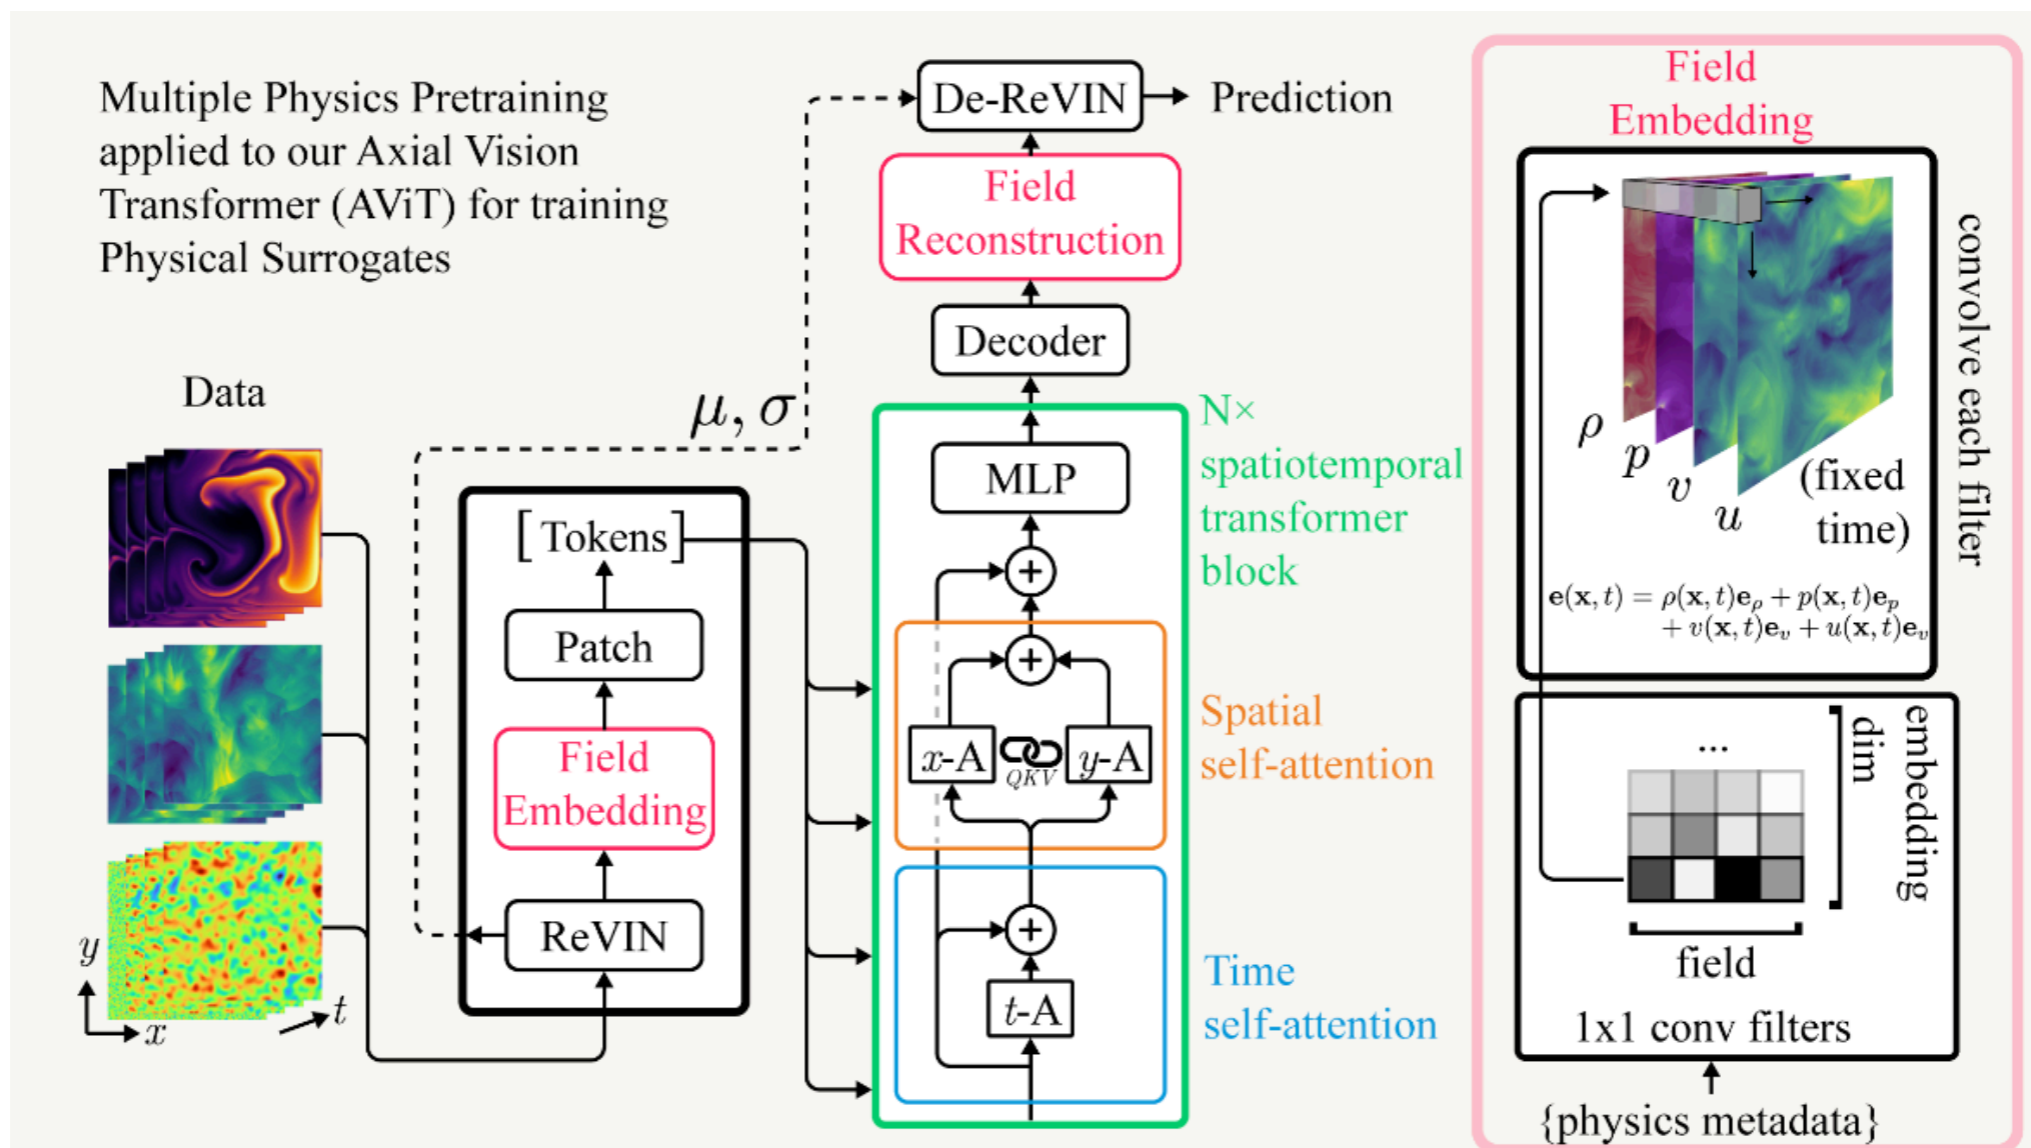 Multiple Physics Pretraining
applied to our Axial Vision
Transformer (AViT) for training
Physical Surrogates
Data
y
x
t
μ, σ
[Tokens]
Patch
Field
Embedding
ReVIN
De-ReVIN
Prediction
Field
Reconstruction
Decoder
N×
spatiotemporal
transformer
block
MLP
+
+
x-A
QKV
y-A
Spatial
self-attention
+
t-A
Time
self-attention
Field
Embedding
ρ
p
v
u
(fixed
time)
e(x, t) = ρ(x, t)e_ρ + p(x, t)e_p
+ v(x, t)e_v + u(x, t)e_v
convolve each filter
...
embedding
dim
field
1x1 conv filters
{physics metadata}